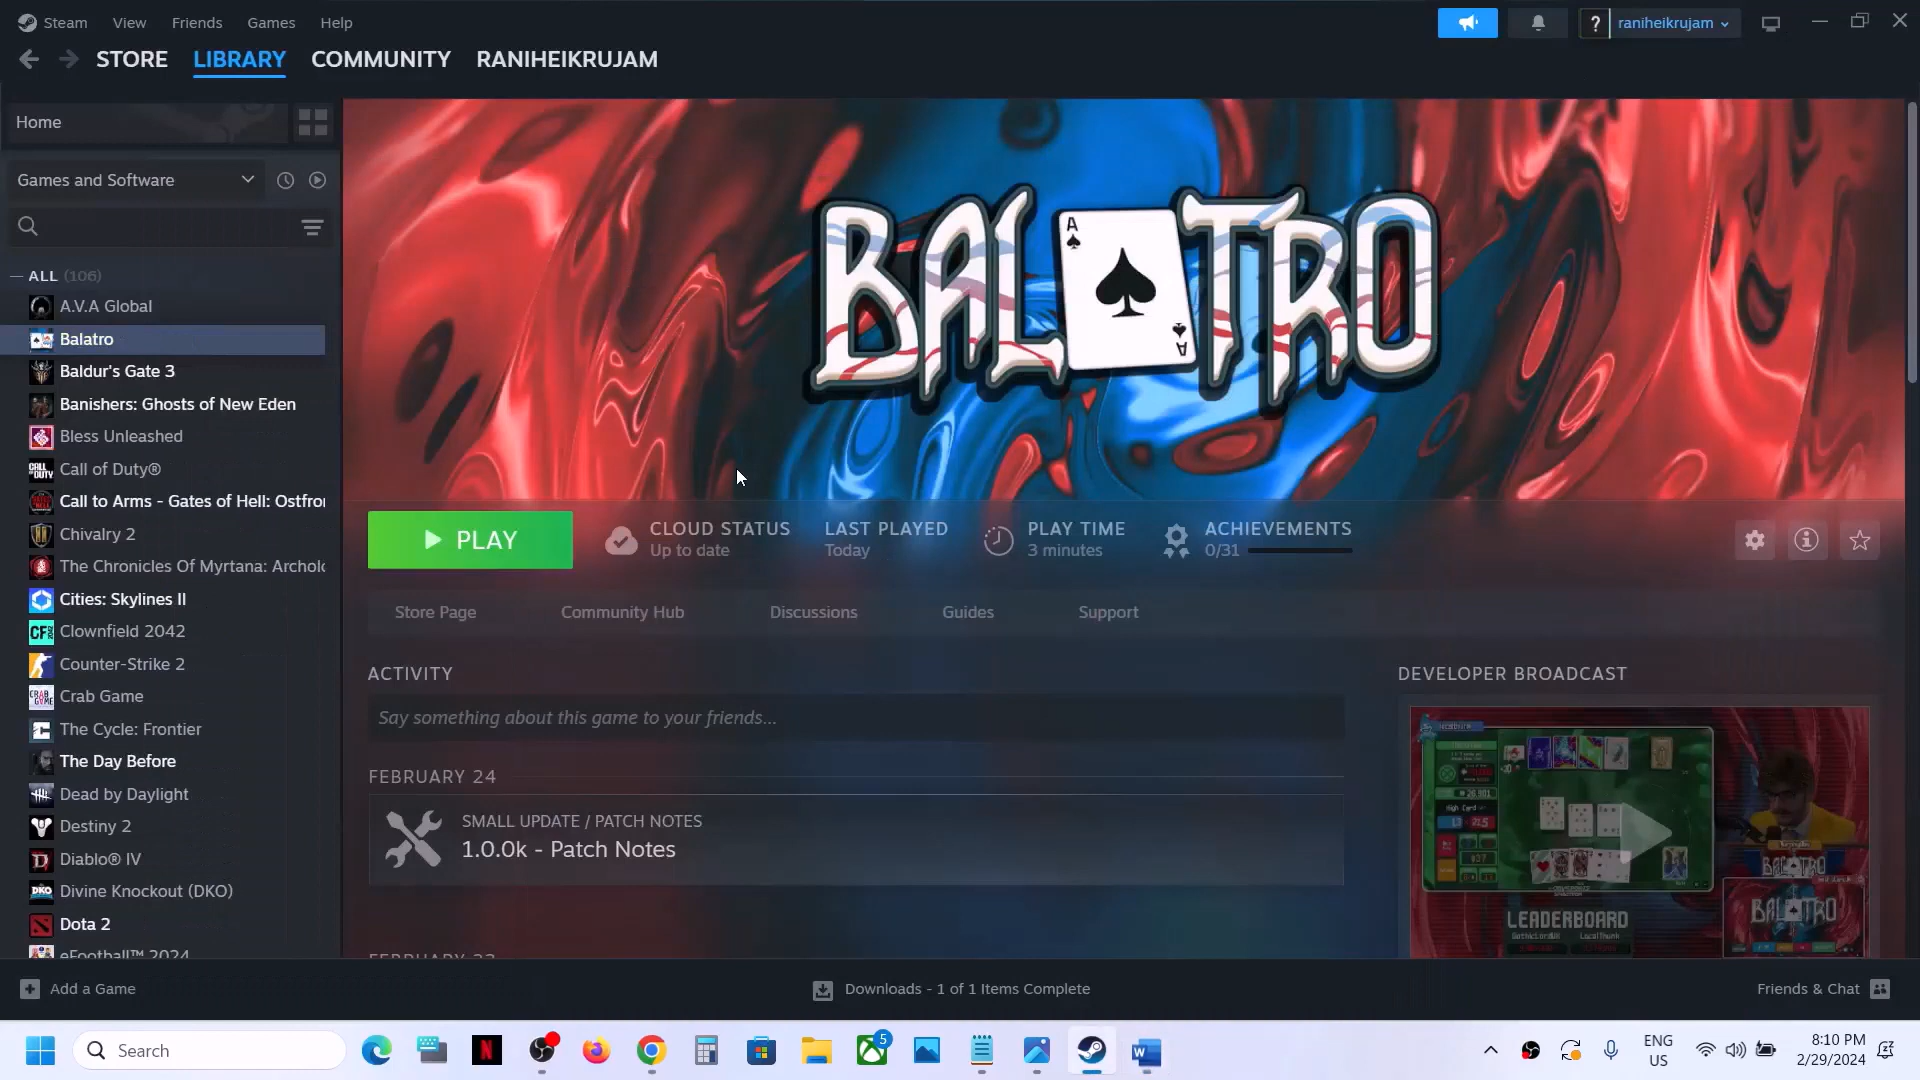 Steam View Friends Games Help
? raniheikrujam
STORE LIBRARY COMMUNITY RANIHEIKRUJAM
Home
Games and Software
ALL (106)
A.V.A Global
Balatro
Baldur's Gate 3
Banishers: Ghosts of New Eden
Bless Unleashed
Call of Duty®
Call to Arms - Gates of Hell: Ostfron
Chivalry 2
The Chronicles Of Myrtana: Archolo
Cities: Skylines II
Clownfield 2042
Counter-Strike 2
Crab Game
The Cycle: Frontier
The Day Before
Dead by Daylight
Destiny 2
Diablo® IV
Divine Knockout (DKO)
Dota 2
eFootball™ 2024
BALATRO
PLAY
CLOUD STATUS
Up to date
LAST PLAYED
Today
PLAY TIME
3 minutes
ACHIEVEMENTS
0/31
Store Page Community Hub Discussions Guides Support
ACTIVITY
Say something about this game to your friends...
FEBRUARY 24
SMALL UPDATE / PATCH NOTES
1.0.0k - Patch Notes
DEVELOPER BROADCAST
High Card
LEADERBOARD
BALATRO
Add a Game
Downloads - 1 of 1 Items Complete
Friends & Chat
Search
5
ENG
US
8:10 PM
2/29/2024